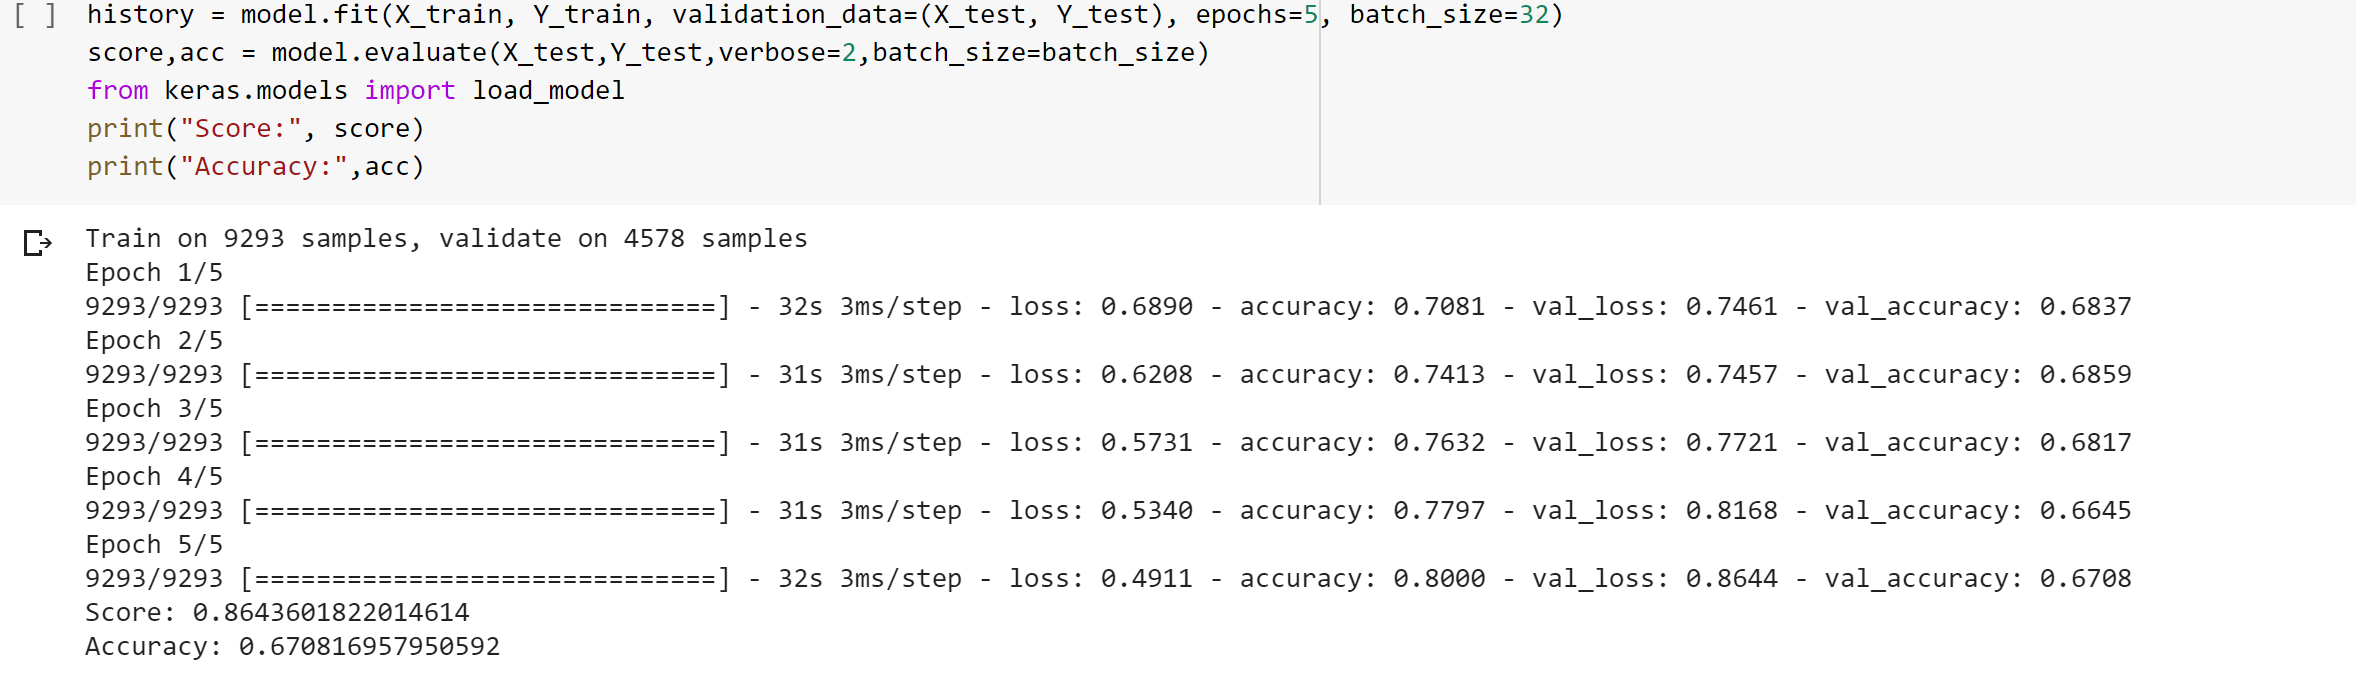 [ ] history = model.fit(X_train, Y_train, validation_data=(X_test, Y_test), epochs=5, batch_size=32)
score,acc = model.evaluate(X_test,Y_test,verbose=2,batch_size=batch_size)
from keras.models import load_model
print("Score:", score)
print("Accuracy:",acc)
Train on 9293 samples, validate on 4578 samples
Epoch 1/5
9293/9293 [==============================] - 32s 3ms/step - loss: 0.6890 - accuracy: 0.7081 - val_loss: 0.7461 - val_accuracy: 0.6837
Epoch 2/5
9293/9293 [==============================] - 31s 3ms/step - loss: 0.6208 - accuracy: 0.7413 - val_loss: 0.7457 - val_accuracy: 0.6859
Epoch 3/5
9293/9293 [==============================] - 31s 3ms/step - loss: 0.5731 - accuracy: 0.7632 - val_loss: 0.7721 - val_accuracy: 0.6817
Epoch 4/5
9293/9293 [==============================] - 31s 3ms/step - loss: 0.5340 - accuracy: 0.7797 - val_loss: 0.8168 - val_accuracy: 0.6645
Epoch 5/5
9293/9293 [==============================] - 32s 3ms/step - loss: 0.4911 - accuracy: 0.8000 - val_loss: 0.8644 - val_accuracy: 0.6708
Score: 0.8643601822014614
Accuracy: 0.670816957950592